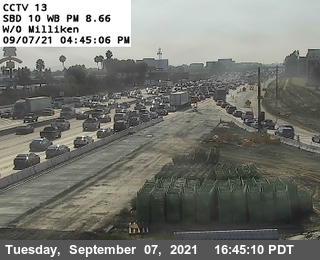 CCTV 13
SBD 10 WB PM 8.66
W/O Milliken
09/07/21 04:45:06 PM
Tuesday, September 07, 2021 16:45:10 PDT